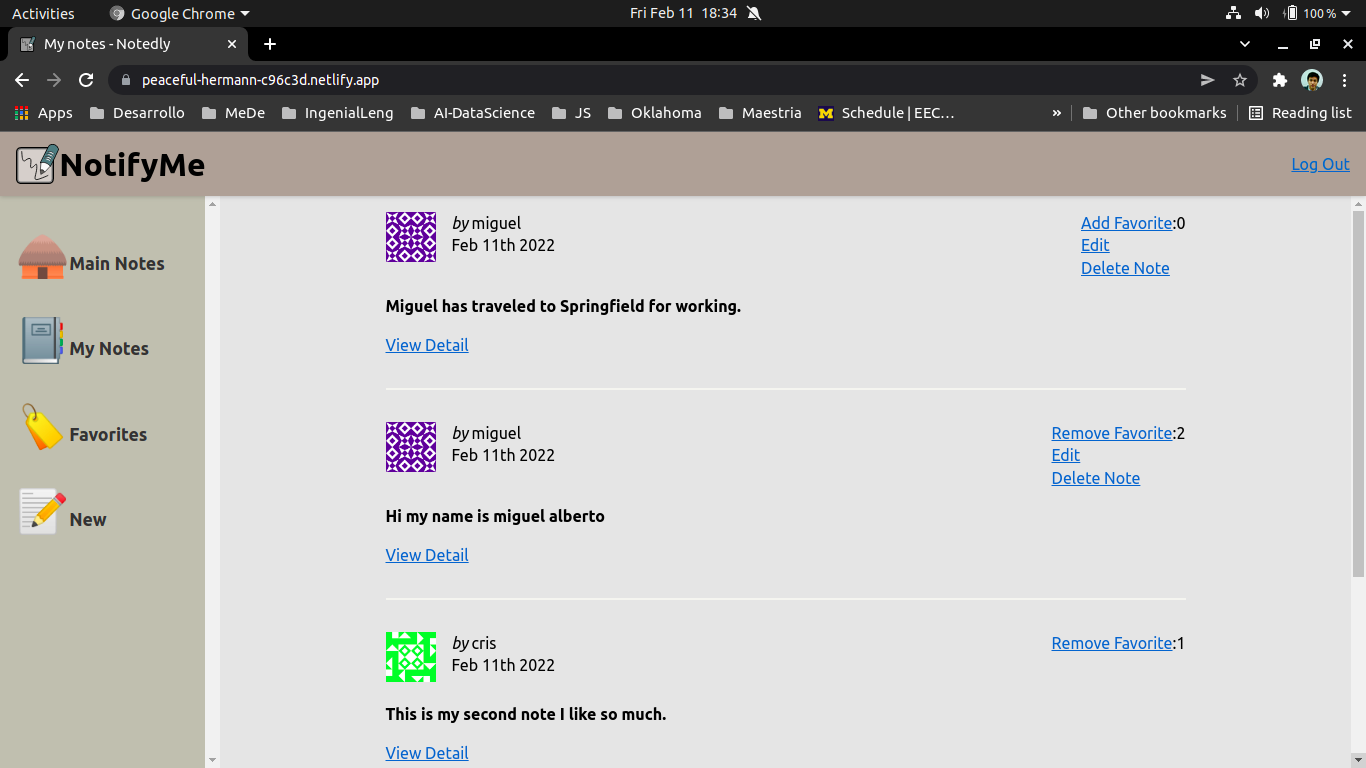 Activities Google Chrome Fri Feb 11 18:34 100 %
My notes - Notedly
peaceful-hermann-c96c3d.netlify.app
Apps Desarrollo MeDe IngenialLeng AI-DataScience JS Oklahoma Maestria Schedule | EEC… » Other bookmarks Reading list
NotifyMe Log Out
Main Notes
My Notes
Favorites
New
by miguel Add Favorite:0
Feb 11th 2022 Edit
Delete Note
Miguel has traveled to Springfield for working.
View Detail
by miguel Remove Favorite:2
Feb 11th 2022 Edit
Delete Note
Hi my name is miguel alberto
View Detail
by cris Remove Favorite:1
Feb 11th 2022
This is my second note I like so much.
View Detail